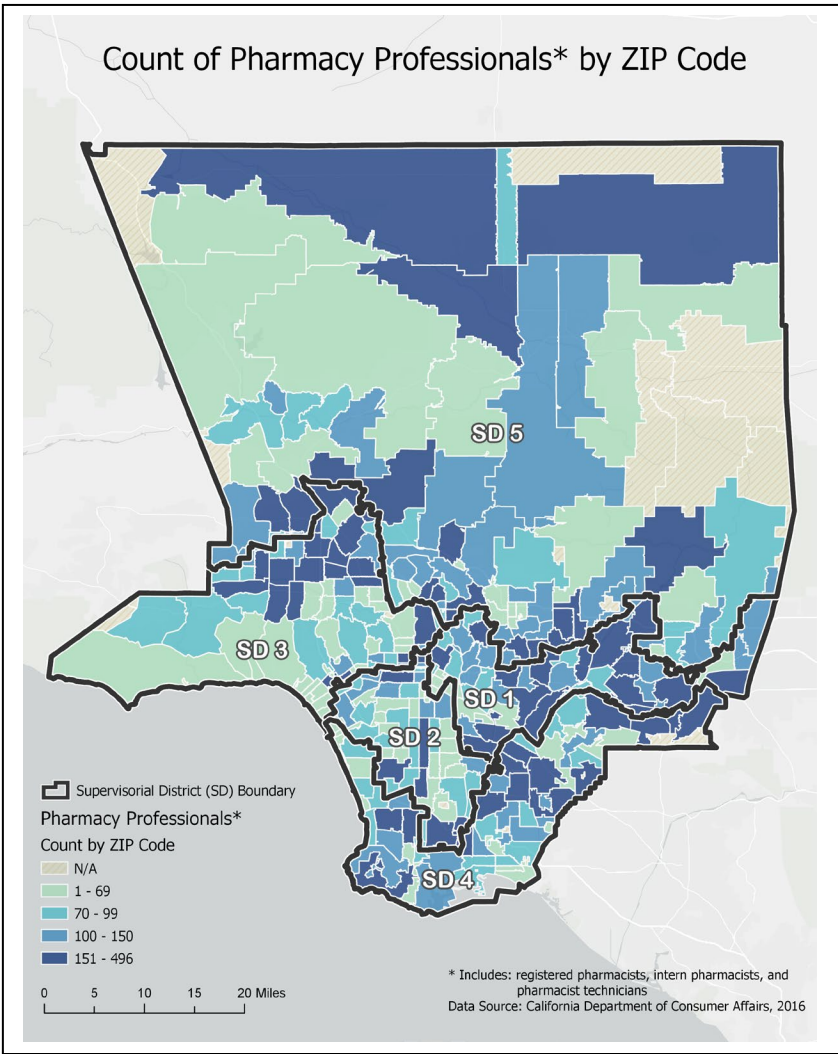 Count of Pharmacy Professionals* by ZIP Code
SD 5
SD 3
SD 1
SD 2
SD 4
Supervisorial District (SD) Boundary
Pharmacy Professionals*
Count by ZIP Code
N/A
1 - 69
70 - 99
100 - 150
151 - 496
0 5 10 15 20 Miles
* Includes: registered pharmacists, intern pharmacists, and
pharmacist technicians
Data Source: California Department of Consumer Affairs, 2016